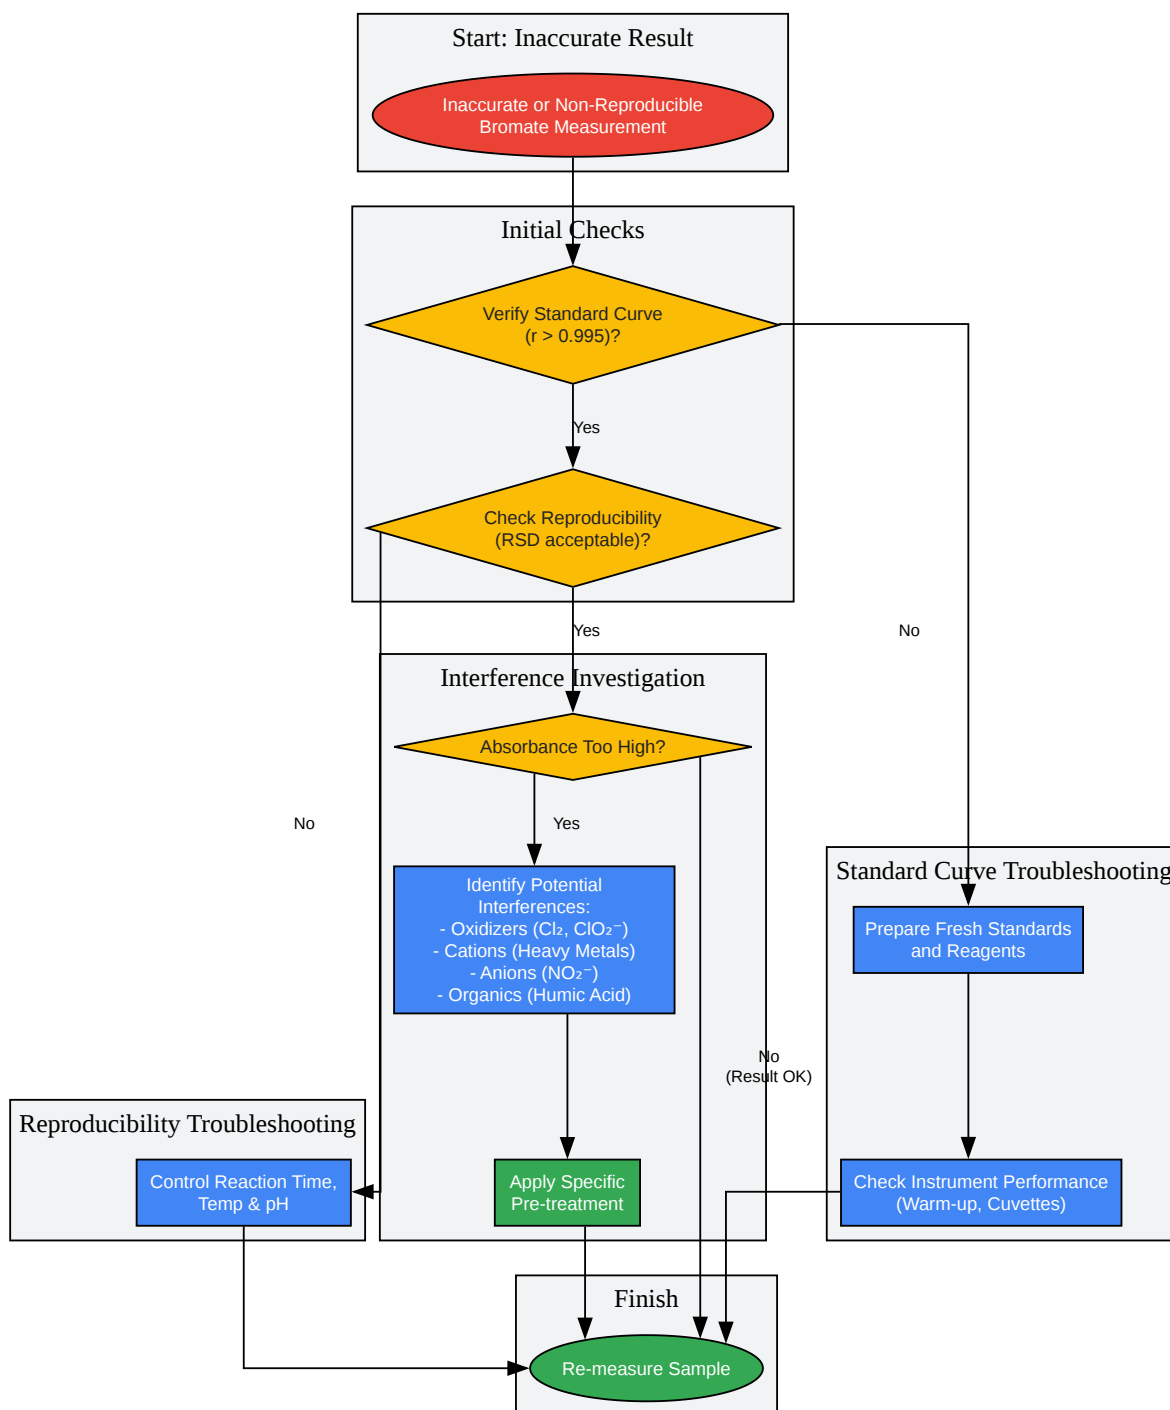 Start: Inaccurate Result
Inaccurate or Non-Reproducible
Bromate Measurement
Initial Checks
Verify Standard Curve
(r > 0.995)?
Yes
Check Reproducibility
(RSD acceptable)?
Yes
No
Interference Investigation
Absorbance Too High?
No
Yes
Identify Potential
Interferences:
- Oxidizers (Cl₂, ClO₂⁻)
- Cations (Heavy Metals)
- Anions (NO₂⁻)
- Organics (Humic Acid)
Standard Curve Troubleshooting
Prepare Fresh Standards
and Reagents
No
(Result OK)
Reproducibility Troubleshooting
Control Reaction Time,
Temp & pH
Apply Specific
Pre-treatment
Check Instrument Performance
(Warm-up, Cuvettes)
Finish
Re-measure Sample